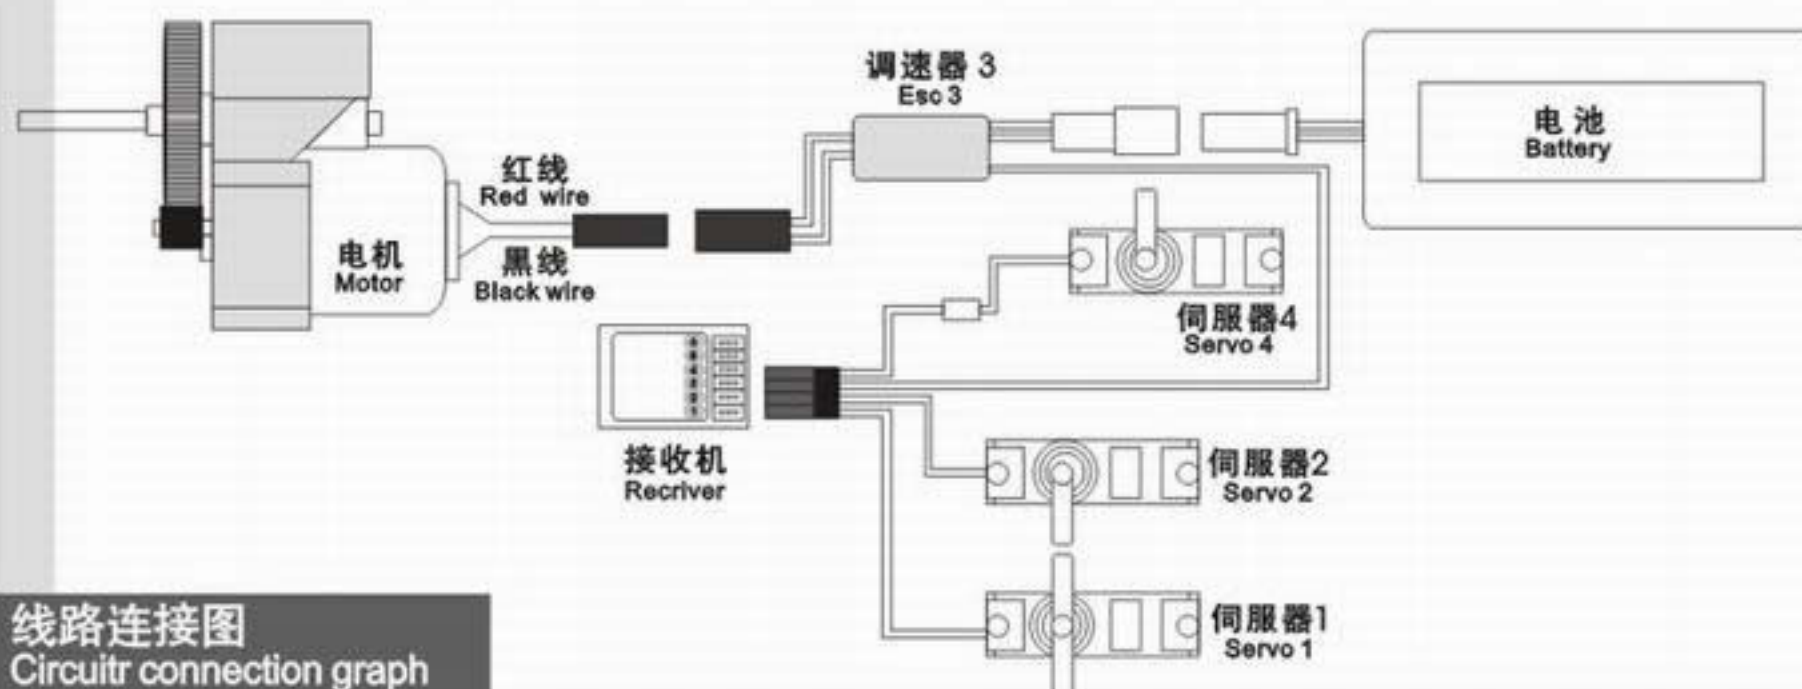 调速器 3
Esc 3
电池
Battery
红线
Red wire
电机
Motor
黑线
Black wire
伺服器4
Servo 4
接收机
Recriver
伺服器2
Servo 2
伺服器1
Servo 1
线路连接图
Circuitr connection graph